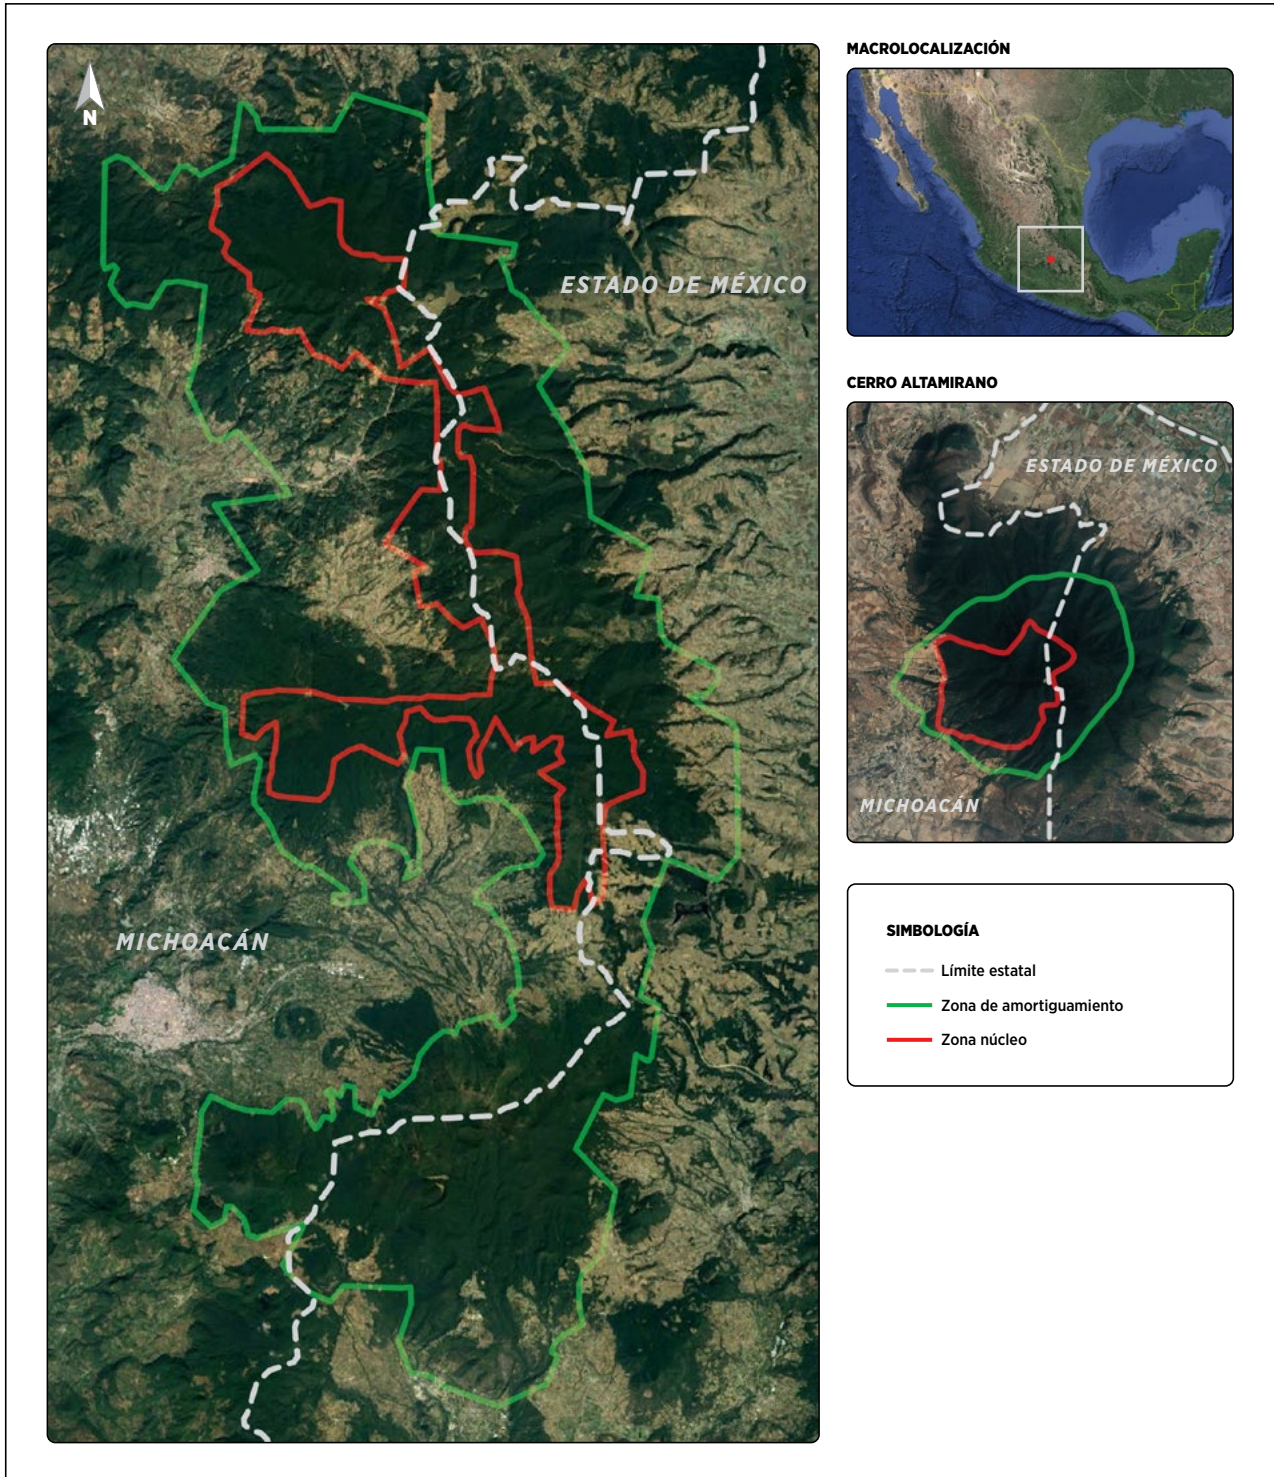 N
ESTADO DE MÉXICO
MICHOACÁN
MACROLOCALIZACIÓN
CERRO ALTAMIRANO
ESTADO DE MÉXICO
MICHOACÁN
SIMBOLOGÍA
Límite estatal
Zona de amortiguamiento
Zona núcleo